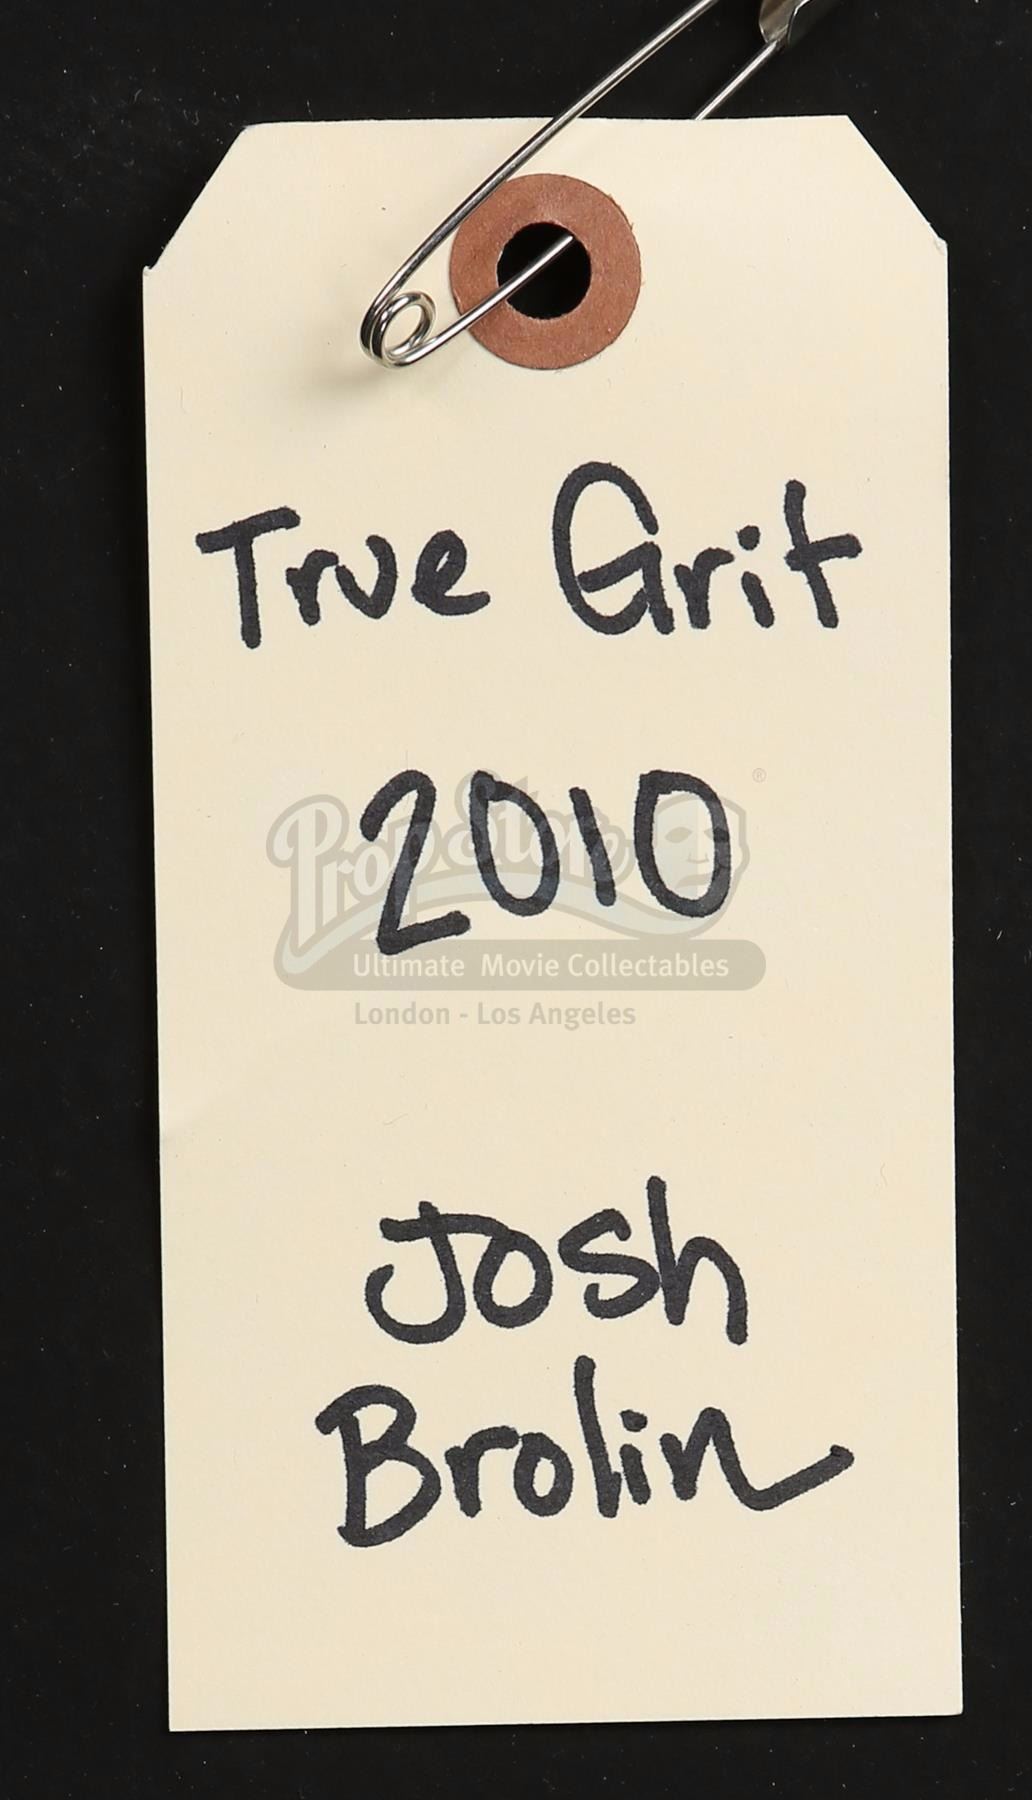 True Grit
2010
®
Prop Store
Ultimate Movie Collectables
London - Los Angeles
Josh
Brolin